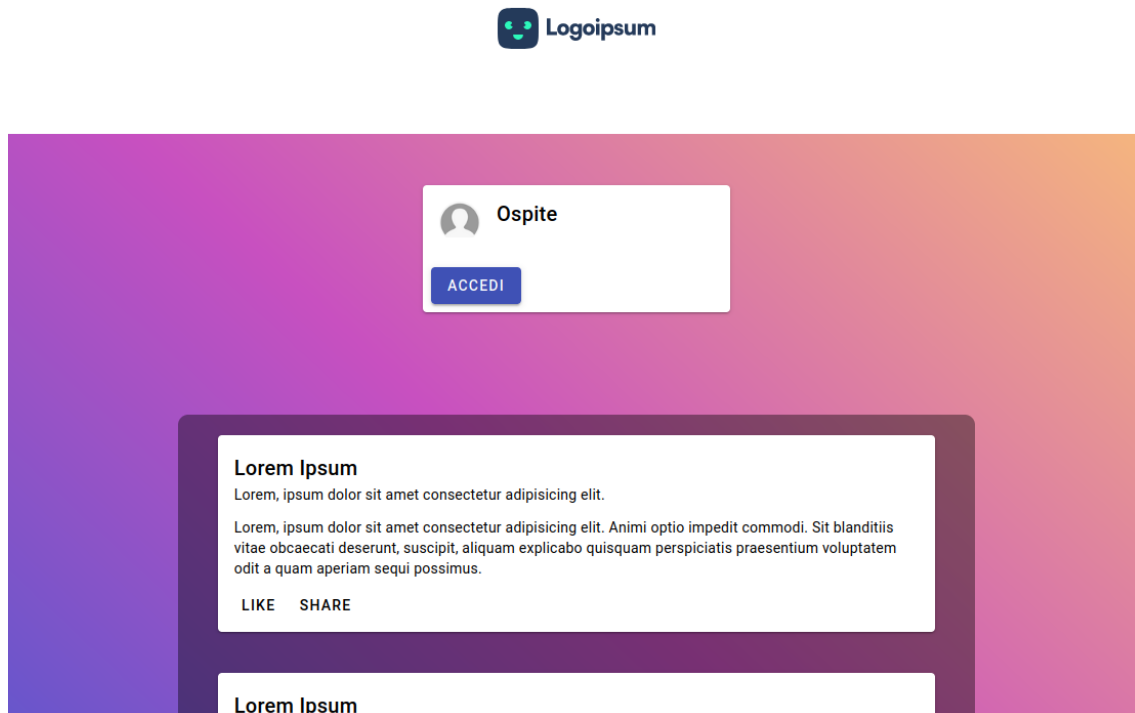 Logoipsum
Ospite
ACCEDI
Lorem Ipsum
Lorem, ipsum dolor sit amet consectetur adipisicing elit.
Lorem, ipsum dolor sit amet consectetur adipisicing elit. Animi optio impedit commodi. Sit blanditiis
vitae obcaecati deserunt, suscipit, aliquam explicabo quisquam perspiciatis praesentium voluptatem
odit a quam aperiam sequi possimus.
LIKE SHARE
Lorem Ipsum